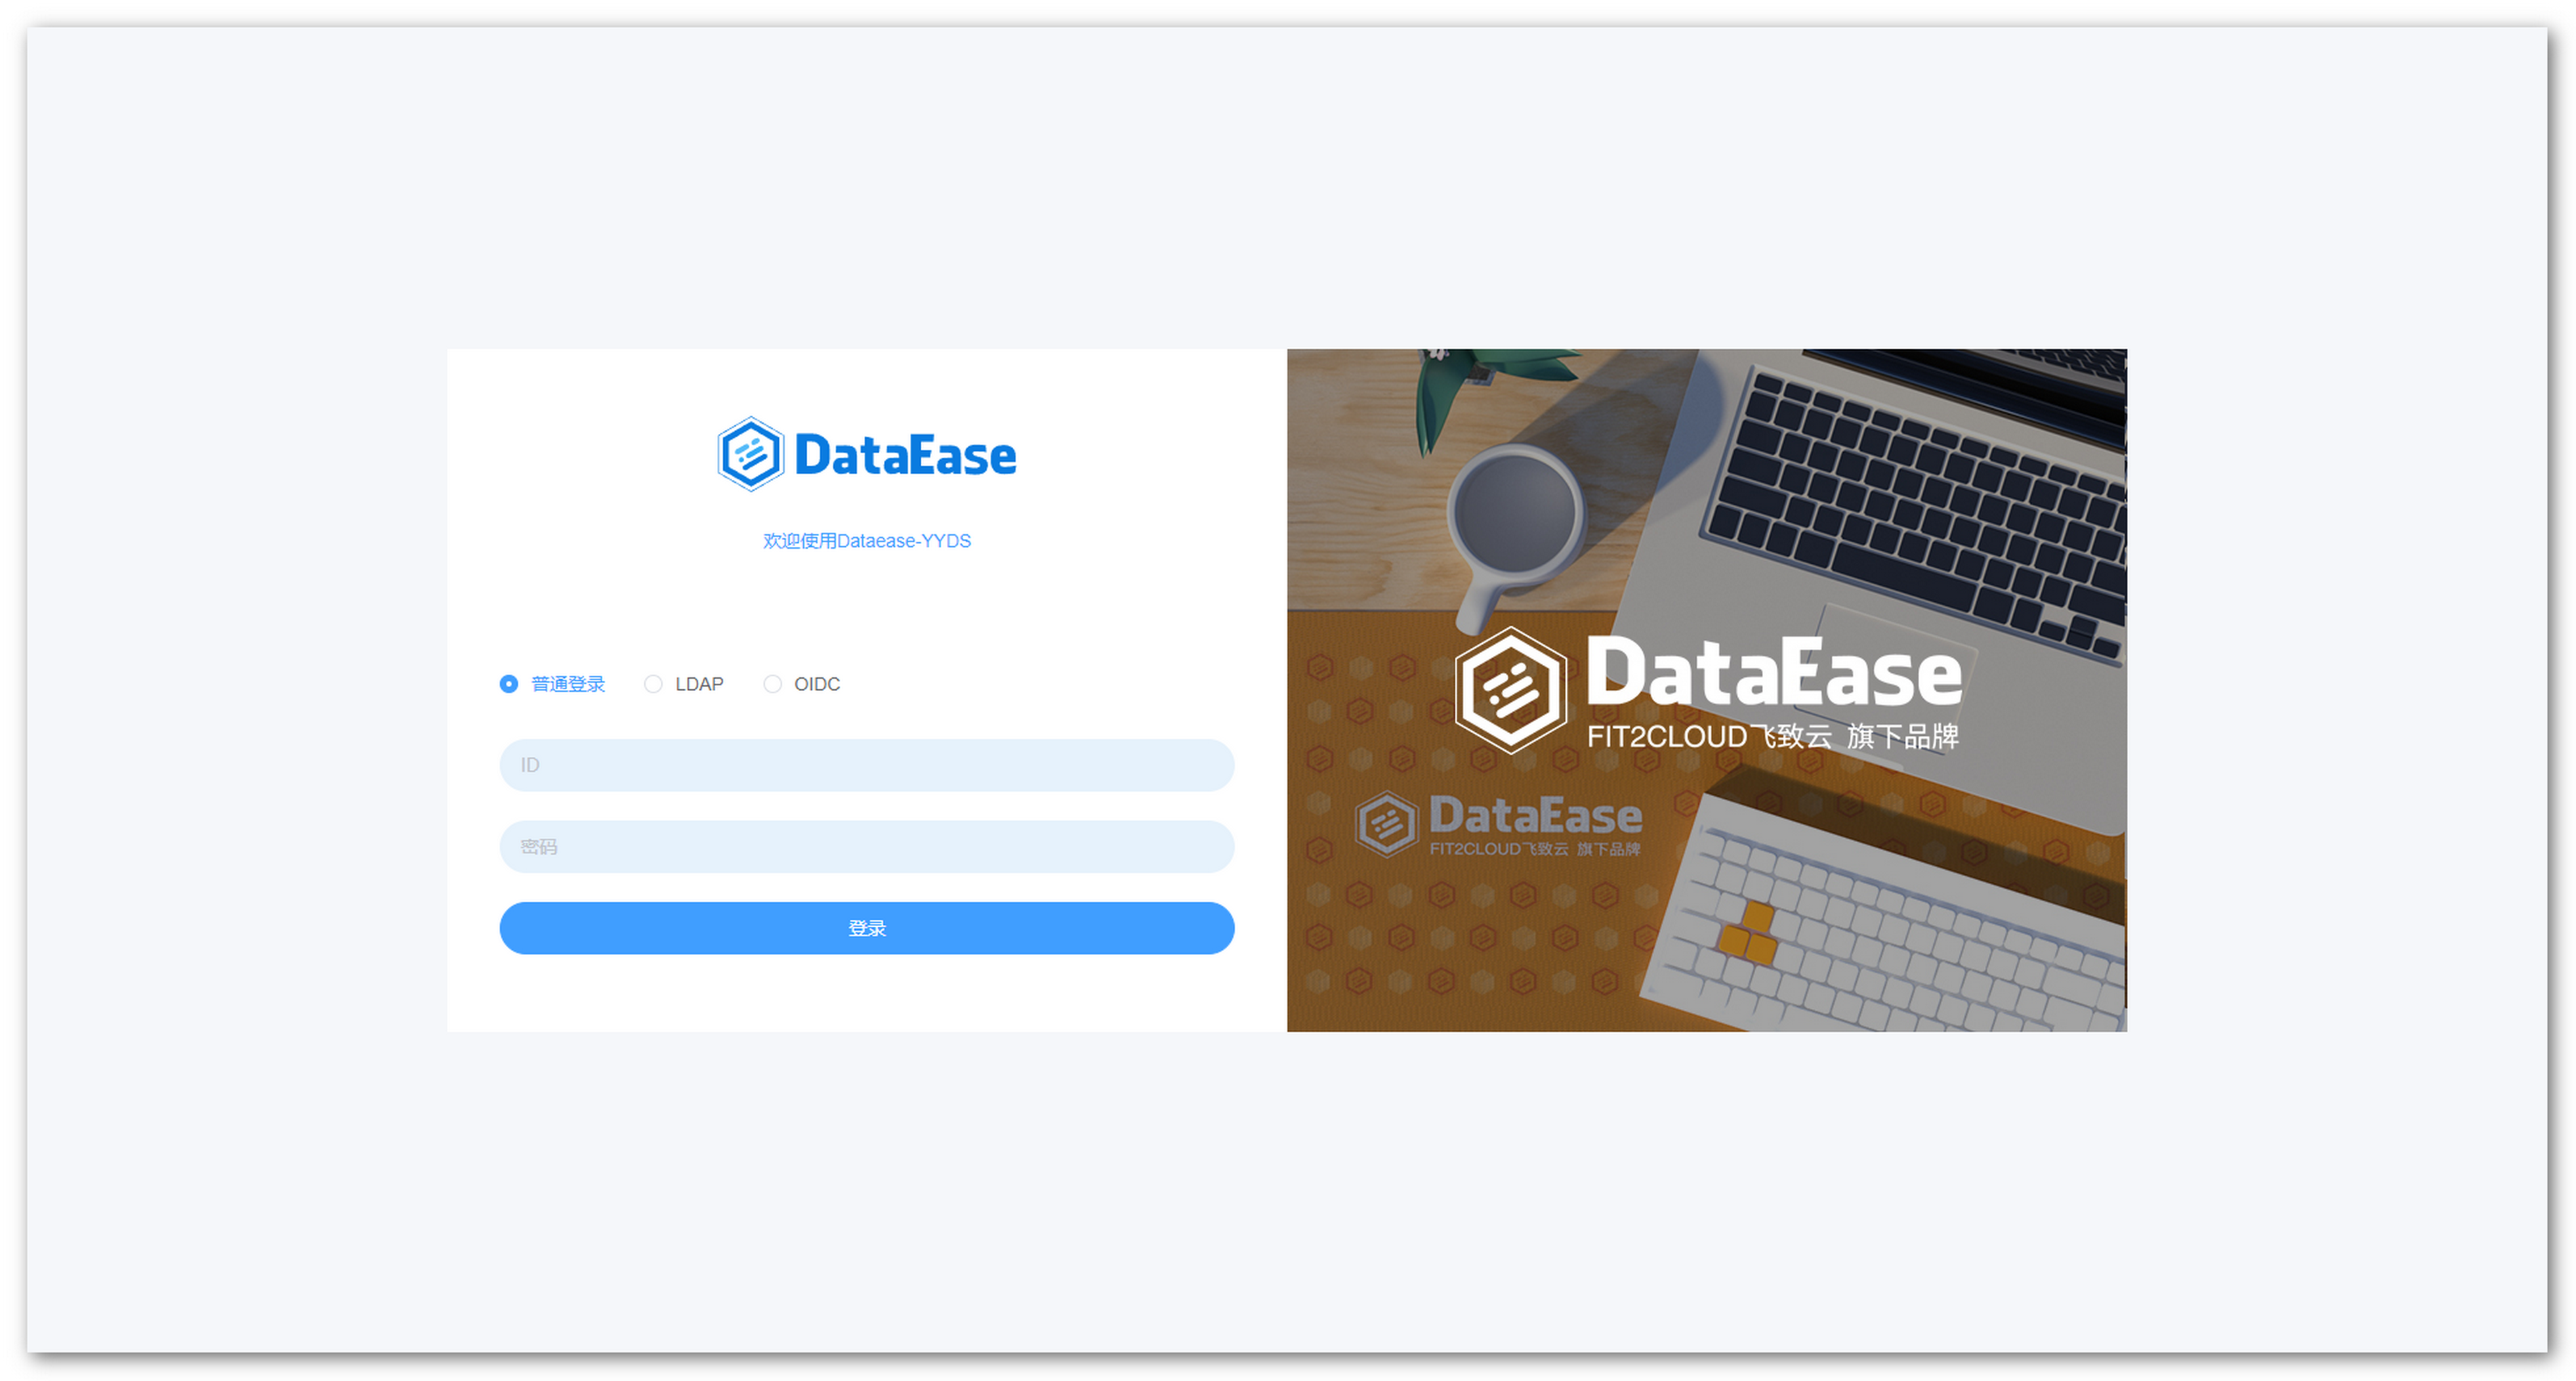 DataEase
欢迎使用Dataease-YYDS
普通登录 LDAP OIDC
ID
密码
登录
DataEase
FIT2CLOUD飞致云 旗下品牌
DataEase
FIT2CLOUD飞致云 旗下品牌